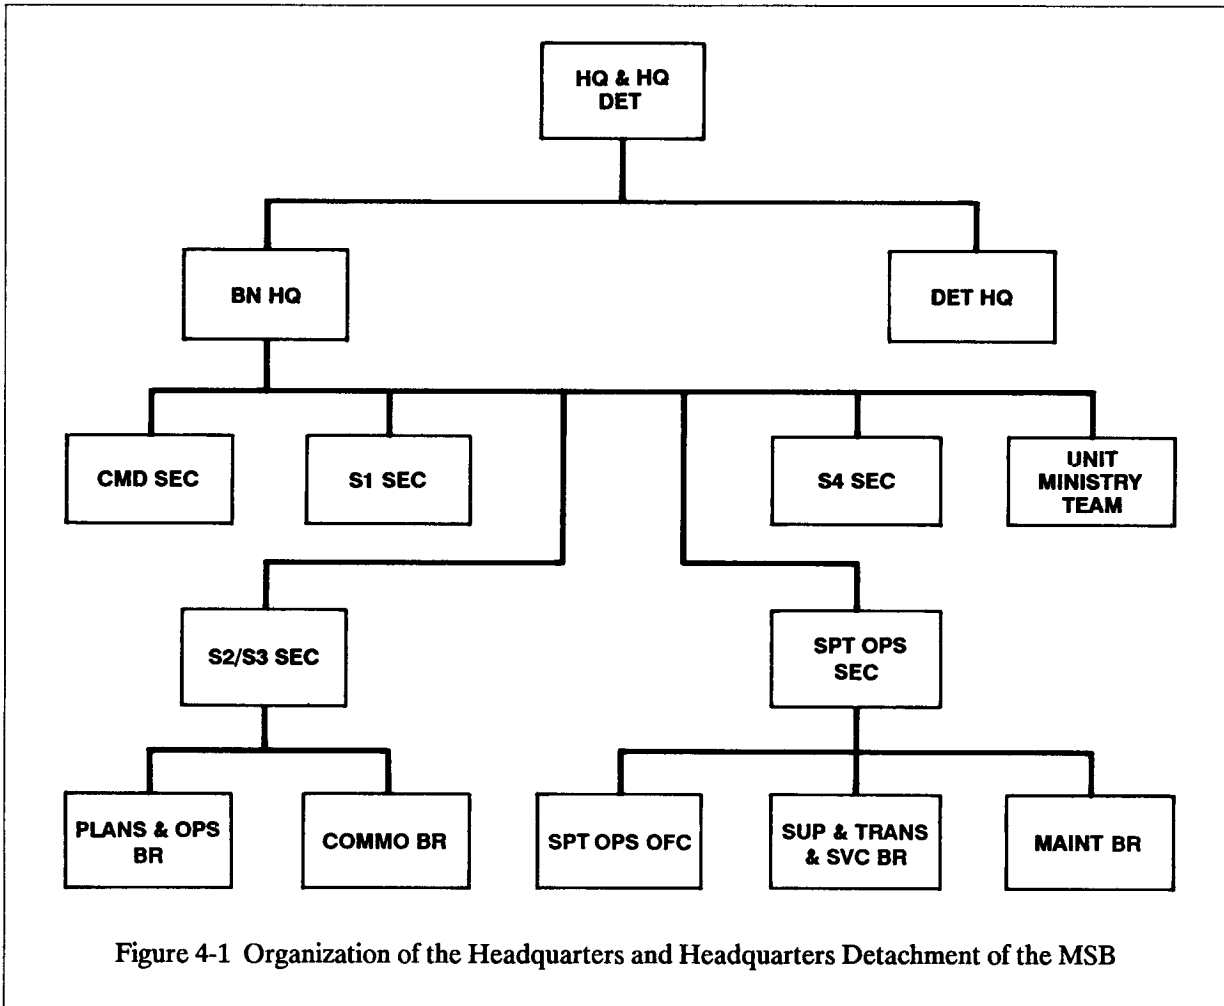 HQ & HQ
DET
BN HQ
DET HQ
CMD SEC
S1 SEC
S4 SEC
UNIT
MINISTRY
TEAM
S2/S3 SEC
SPT OPS
SEC
PLANS & OPS
BR
COMMO BR
SPT OPS OFC
SUP & TRANS
& SVC BR
MAINT BR
Figure 4-1 Organization of the Headquarters and Headquarters Detachment of the MSB